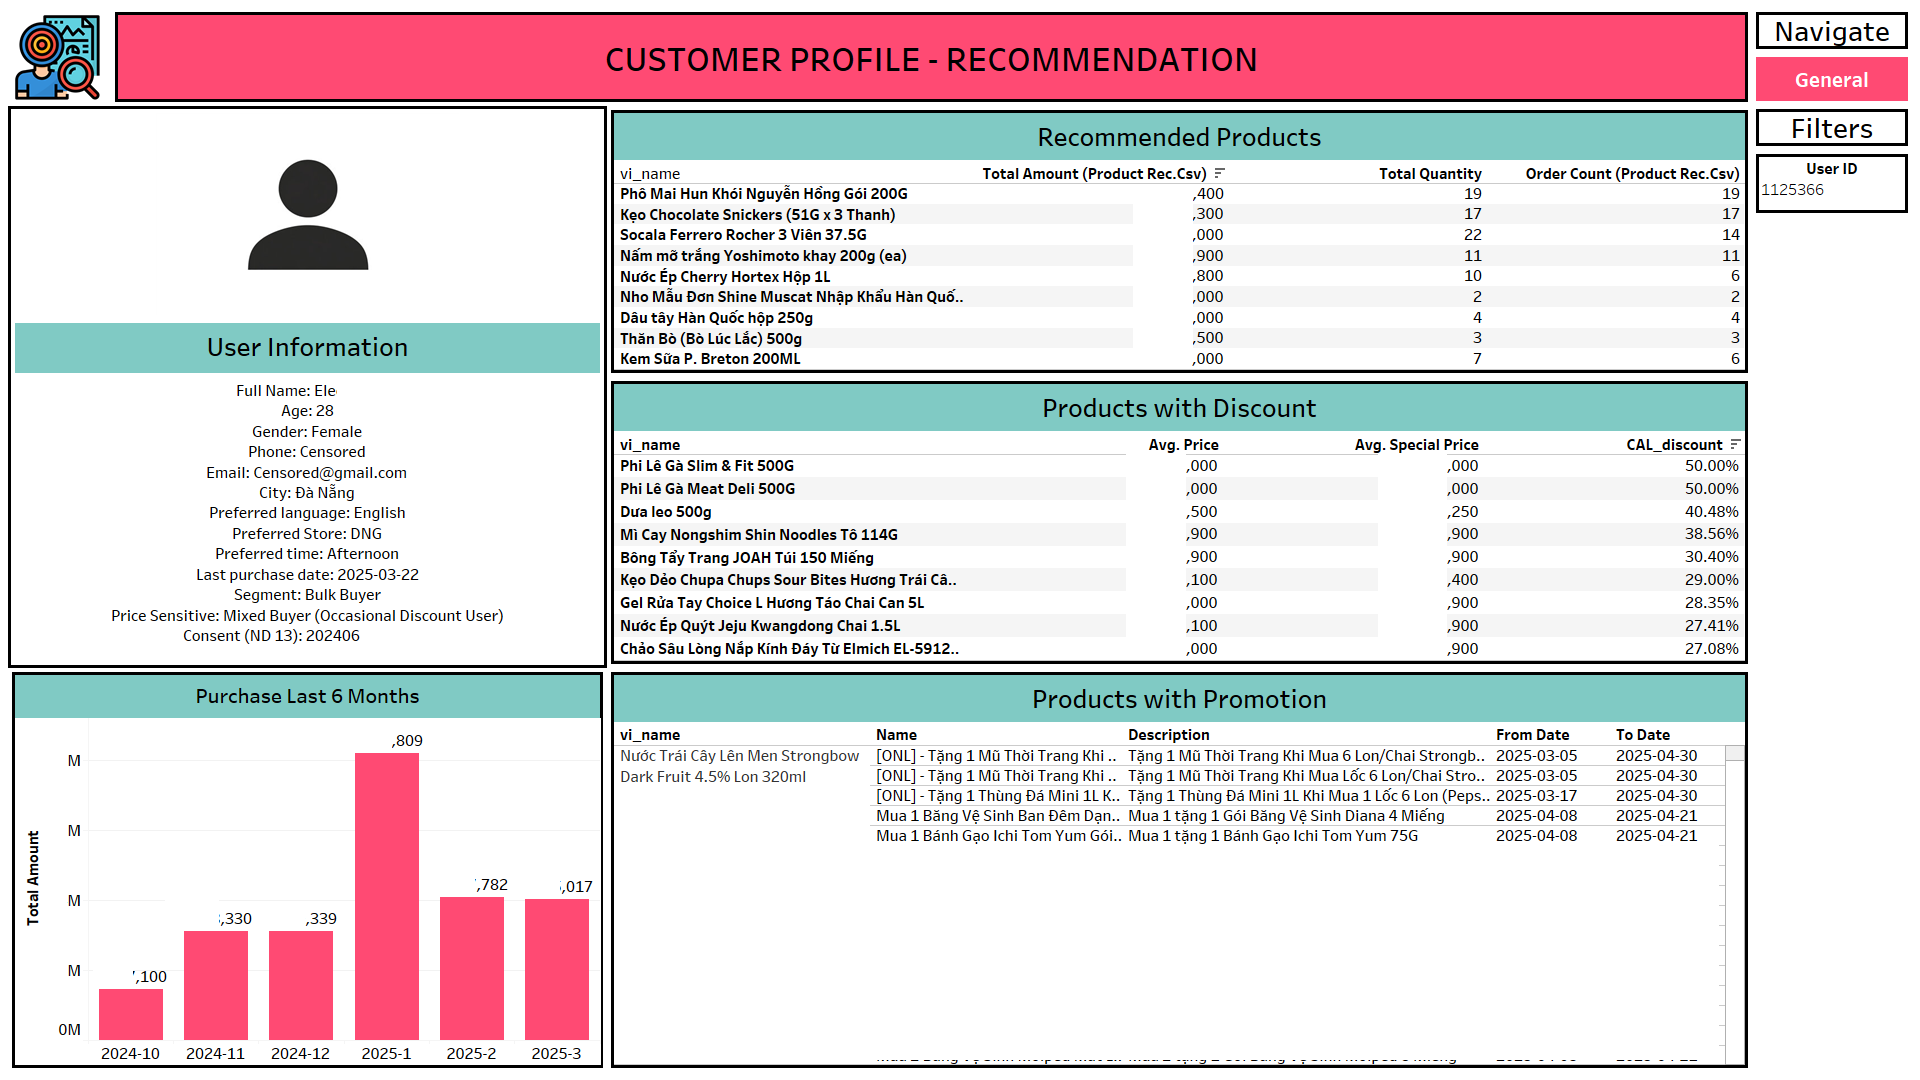 CUSTOMER PROFILE - RECOMMENDATION
Navigate
General
Filters
User ID
1125366
User Information
Full Name: Ele
Age: 28
Gender: Female
Phone: Censored
Email: Censored@gmail.com
City: Đà Nẵng
Preferred language: English
Preferred Store: DNG
Preferred time: Afternoon
Last purchase date: 2025-03-22
Segment: Bulk Buyer
Price Sensitive: Mixed Buyer (Occasional Discount User)
Consent (ND 13): 202406
Recommended Products
vi_name Total Amount (Product Rec.Csv) Total Quantity Order Count (Product Rec.Csv)
Phô Mai Hun Khói Nguyễn Hồng Gói 200G ,400 19 19
Kẹo Chocolate Snickers (51G x 3 Thanh) ,300 17 17
Socala Ferrero Rocher 3 Viên 37.5G ,000 22 14
Nấm mỡ trắng Yoshimoto khay 200g (ea) ,900 11 11
Nước Ép Cherry Hortex Hộp 1L ,800 10 6
Nho Mẫu Đơn Shine Muscat Nhập Khẩu Hàn Quố.. ,000 2 2
Dâu tây Hàn Quốc hộp 250g ,000 4 4
Thăn Bò (Bò Lúc Lắc) 500g ,500 3 3
Kem Sữa P. Breton 200ML ,000 7 6
Products with Discount
vi_name Avg. Price Avg. Special Price CAL_discount
Phi Lê Gà Slim & Fit 500G ,000 ,000 50.00%
Phi Lê Gà Meat Deli 500G ,000 ,000 50.00%
Dưa leo 500g ,500 ,250 40.48%
Mì Cay Nongshim Shin Noodles Tô 114G ,900 ,900 38.56%
Bông Tẩy Trang JOAH Túi 150 Miếng ,900 ,900 30.40%
Kẹo Dẻo Chupa Chups Sour Bites Hương Trái Câ.. ,100 ,400 29.00%
Gel Rửa Tay Choice L Hương Táo Chai Can 5L ,000 ,900 28.35%
Nước Ép Quýt Jeju Kwangdong Chai 1.5L ,100 ,900 27.41%
Chảo Sâu Lòng Nắp Kính Đáy Từ Elmich EL-5912.. ,000 ,900 27.08%
Purchase Last 6 Months
Total Amount
M
M
M
M
0M
,100
,330
,339
,809
,782
,017
2024-10 2024-11 2024-12 2025-1 2025-2 2025-3
Products with Promotion
vi_name Name Description From Date To Date
Nước Trái Cây Lên Men Strongbow [ONL] - Tặng 1 Mũ Thời Trang Khi .. Tặng 1 Mũ Thời Trang Khi Mua 6 Lon/Chai Strongb.. 2025-03-05 2025-04-30
Dark Fruit 4.5% Lon 320ml [ONL] - Tặng 1 Mũ Thời Trang Khi .. Tặng 1 Mũ Thời Trang Khi Mua Lốc 6 Lon/Chai Stro.. 2025-03-05 2025-04-30
[ONL] - Tặng 1 Thùng Đá Mini 1L K.. Tặng 1 Thùng Đá Mini 1L Khi Mua 1 Lốc 6 Lon (Peps.. 2025-03-17 2025-04-30
Mua 1 Băng Vệ Sinh Ban Đêm Dạn.. Mua 1 tặng 1 Gói Băng Vệ Sinh Diana 4 Miếng 2025-04-08 2025-04-21
Mua 1 Bánh Gạo Ichi Tom Yum Gói.. Mua 1 tặng 1 Bánh Gạo Ichi Tom Yum 75G 2025-04-08 2025-04-21